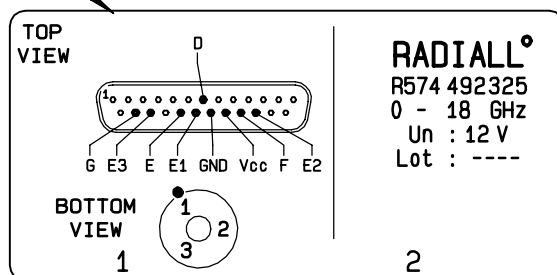 TOP
VIEW
D
1
G E3 E E1 GND Vcc F E2
BOTTOM
VIEW
1
2
3
1
RADIALL°
R574 492325
0 - 18 GHz
Un : 12 V
Lot : ----
2